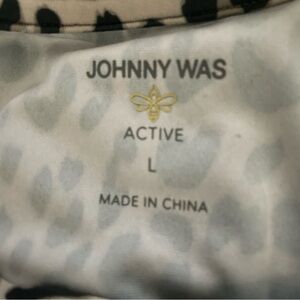 JOHNNY WAS
ACTIVE
L
MADE IN CHINA